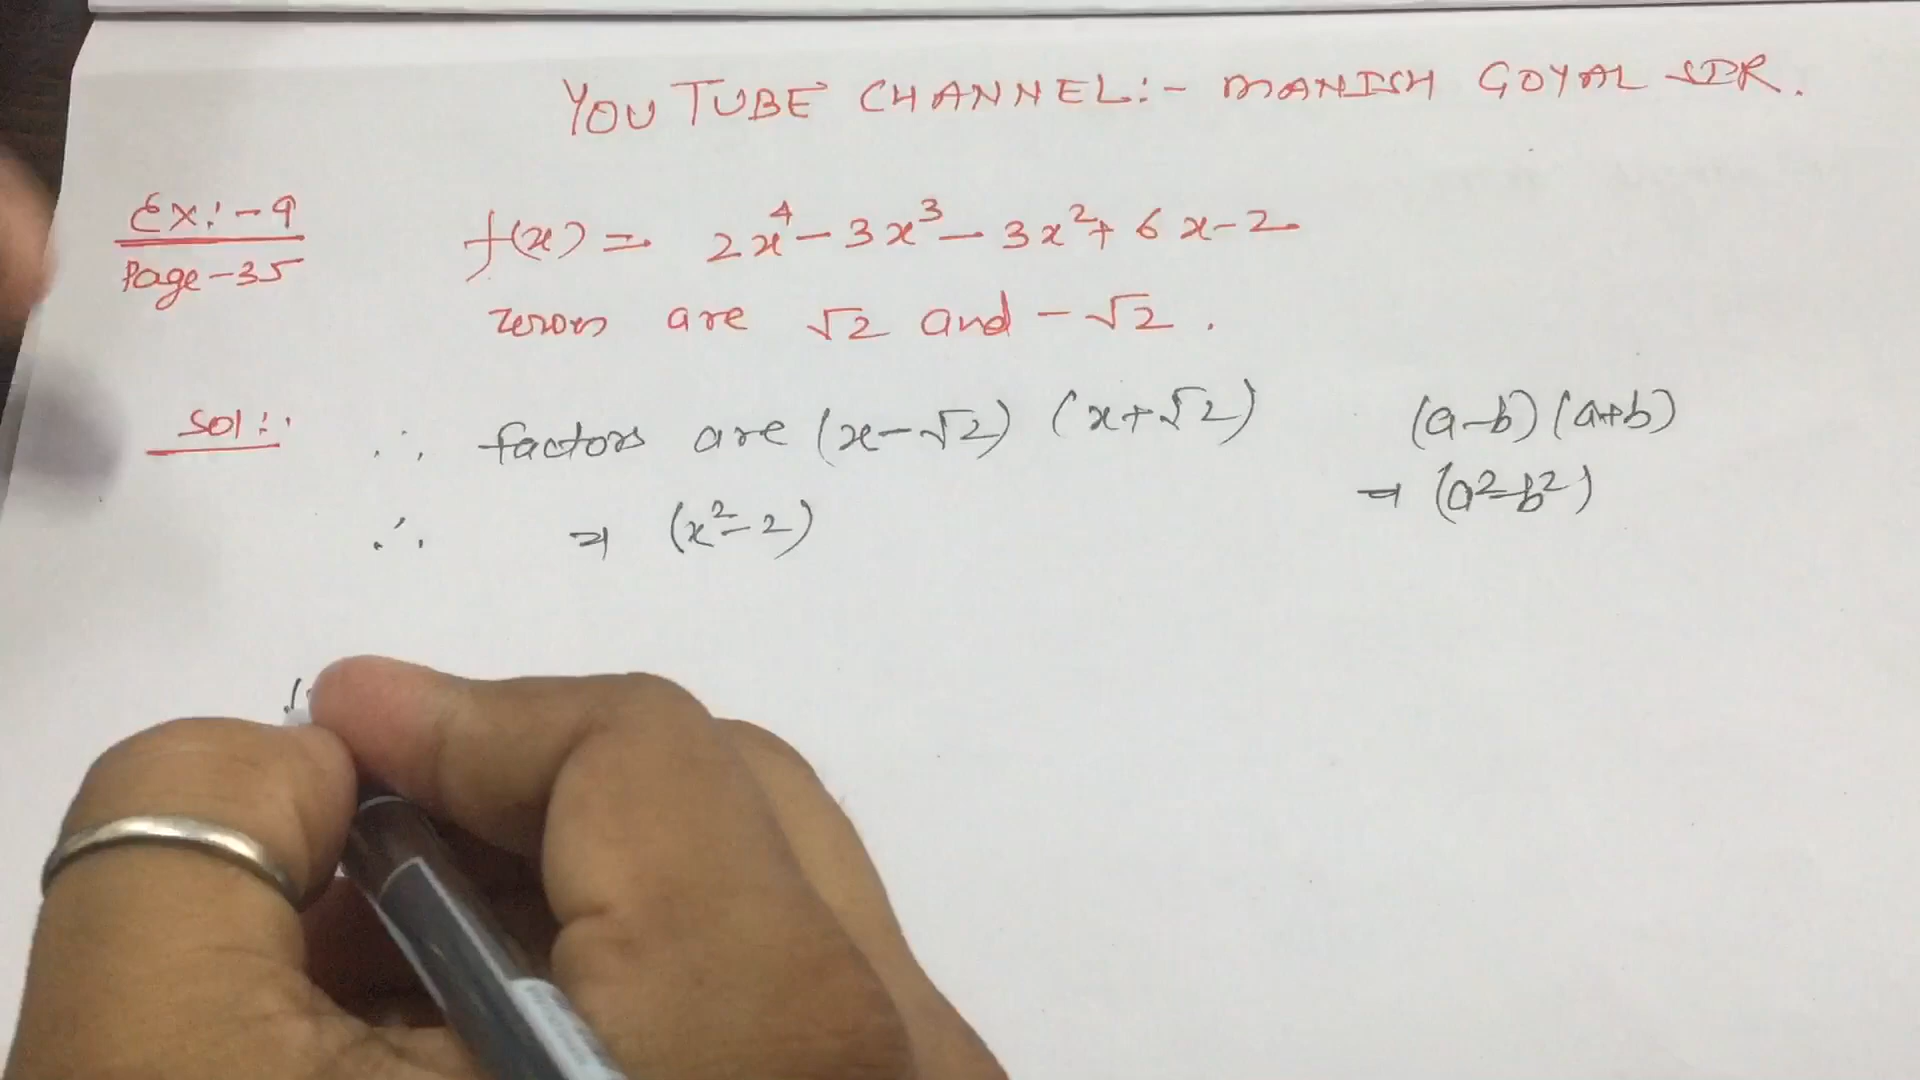 YOUTUBE CHANNEL:- MANISH GOYAL SIR.
Ex:-9
Page-35
f(x) = 2x⁴-3x³-3x²+6x-2
zeroes are √2 and -√2.
Sol:-
∴ factors are (x-√2) (x+√2)
(a-b)(a+b)
⇒ (a²-b²)
∴ ⇒ (x²-2)